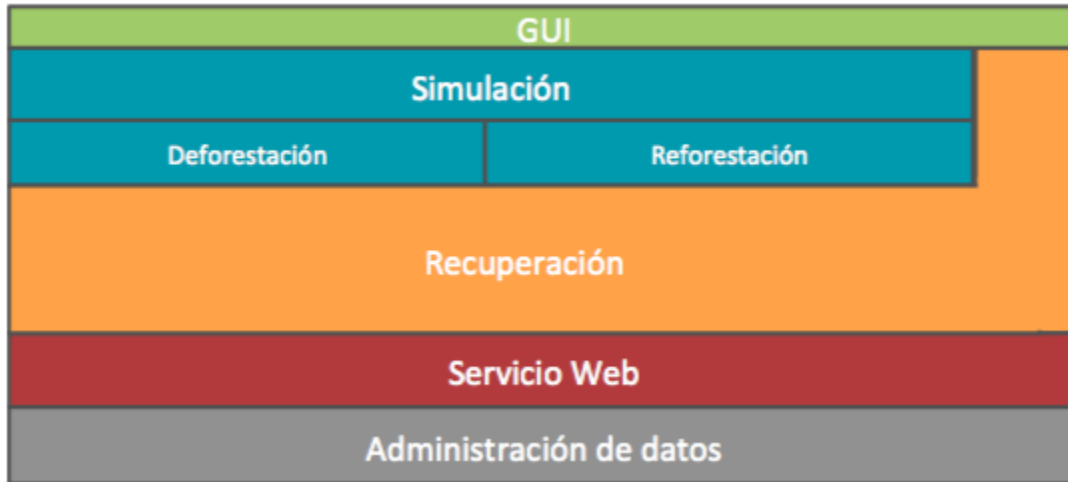 GUI
Simulación
Deforestación
Reforestación
Recuperación
Servicio Web
Administración de datos